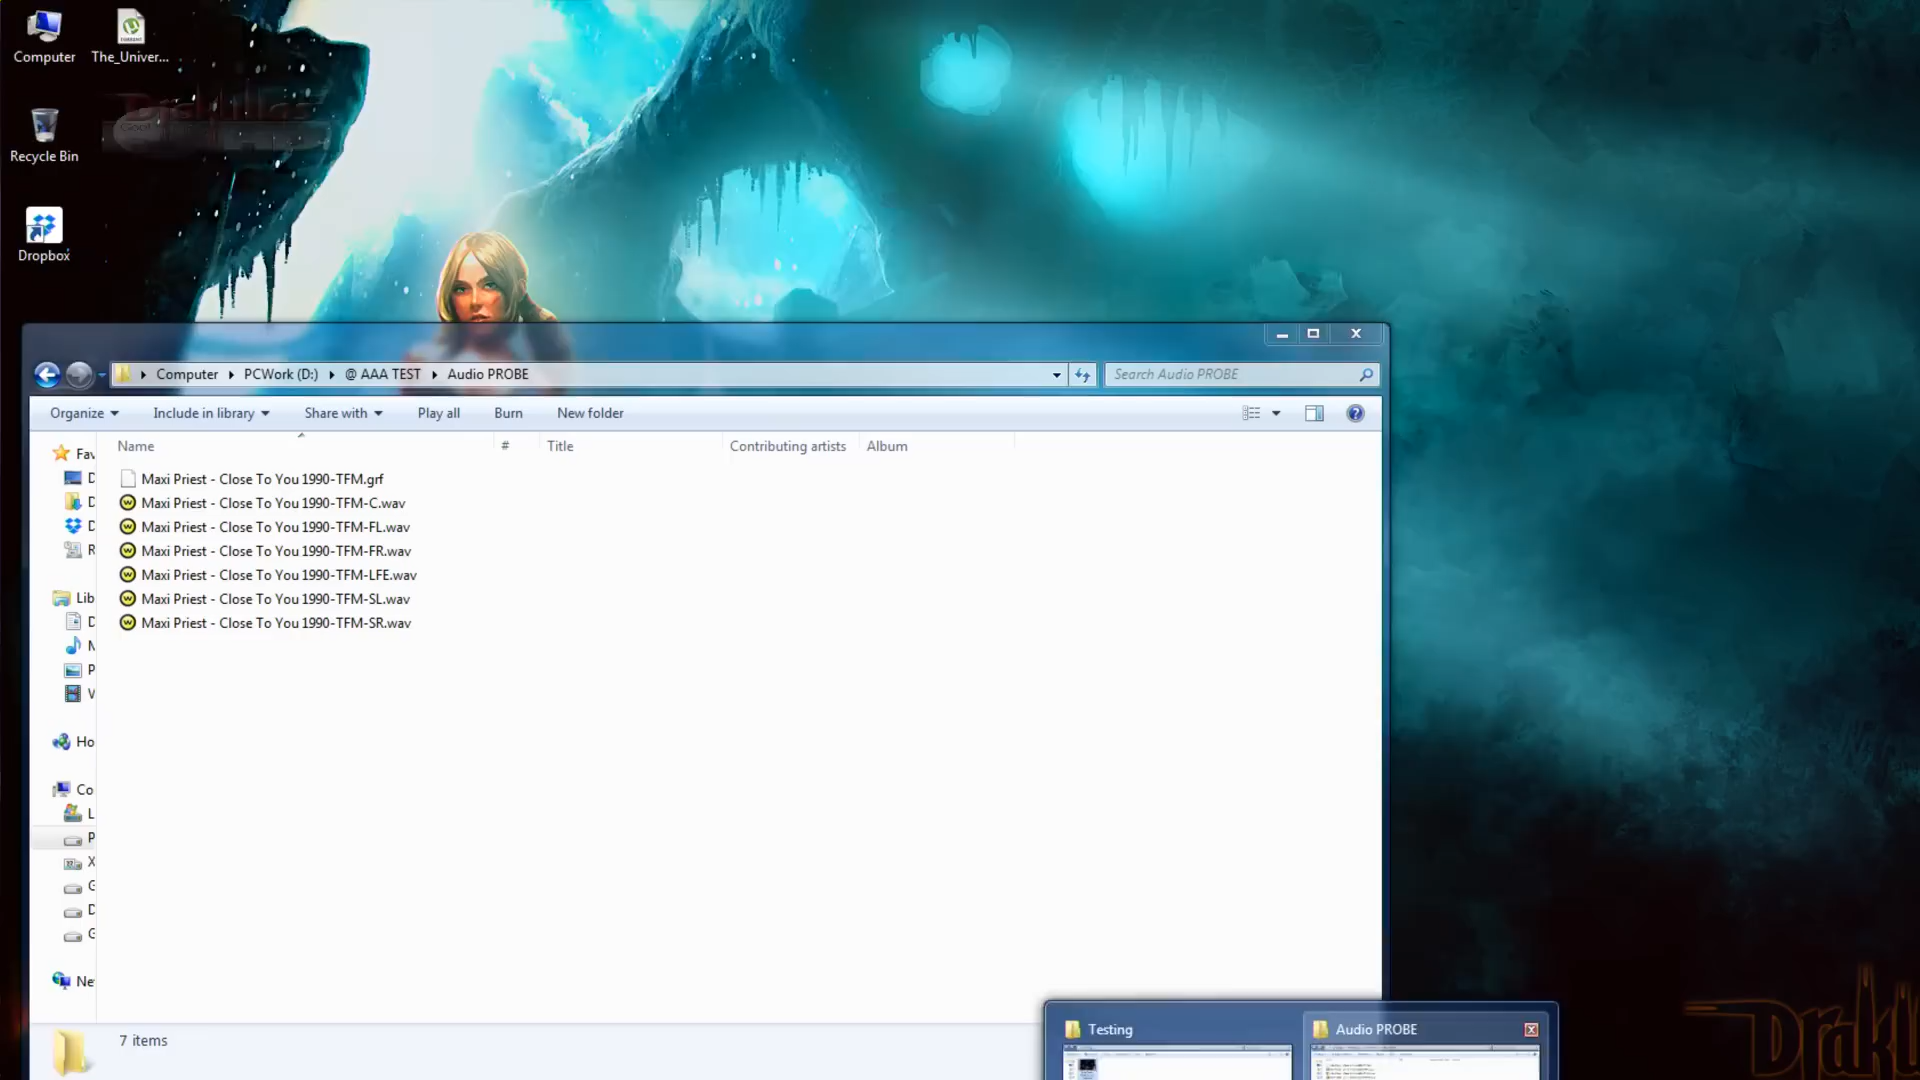 Computer
The_Univer...
Recycle Bin
Dropbox
Computer
PCWork (D:)
@ AAA TEST
Audio PROBE
Search Audio PROBE
Organize
Include in library
Share with
Play all
Burn
New folder
Name
#
Title
Contributing artists
Album
Maxi Priest - Close To You 1990-TFM.grf
Maxi Priest - Close To You 1990-TFM-C.wav
Maxi Priest - Close To You 1990-TFM-FL.wav
Maxi Priest - Close To You 1990-TFM-FR.wav
Maxi Priest - Close To You 1990-TFM-LFE.wav
Maxi Priest - Close To You 1990-TFM-SL.wav
Maxi Priest - Close To You 1990-TFM-SR.wav
Fav
D
D
D
R
Lib
D
M
P
V
Ho
Co
L
P
X
G
D
G
Ne
7 items
Testing
Audio PROBE